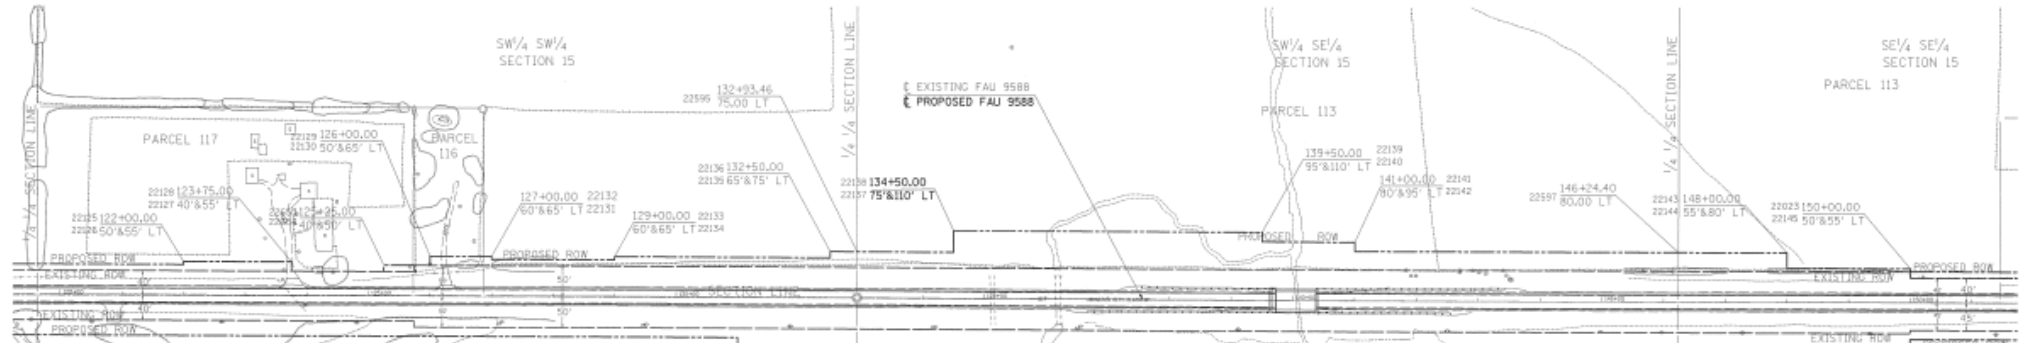 SW¼ SW¼
SECTION 15
SW¼ SE¼
SECTION 15
SE¼ SE¼
SECTION 15
PARCEL 113
PARCEL 113
PARCEL 117
PARCEL
116
1/4 1/4 SECTION LINE
1/4 1/4 SECTION LINE
1/4 1/4 SECTION LINE
℄ EXISTING FAU 9588
℄ PROPOSED FAU 9588
22595 132+93.46
75.00 LT
22129 126+00.00
22130 50'&65' LT
22128 123+75.00
22127 40'&55' LT
22125 122+00.00
22126 50'&55' LT
127+00.00 22132
60'&65' LT 22131
129+00.00 22133
60'&65' LT 22134
22136 132+50.00
22135 65'&75' LT
22138 134+50.00
22137 75'&110' LT
139+50.00 22139
95'&110' LT 22140
141+00.00 22141
80'&95' LT 22142
22597 146+24.40
80.00 LT
22143 148+00.00
22144 55'&80' LT
22023 150+00.00
22145 50'&55' LT
PROPOSED ROW
EXISTING ROW
PROPOSED ROW
PROPOSED ROW
PROPOSED ROW
EXISTING ROW
SECTION LINE
50'
50'
40'
45'
EXISTING ROW
PROPOSED ROW
EXISTING ROW